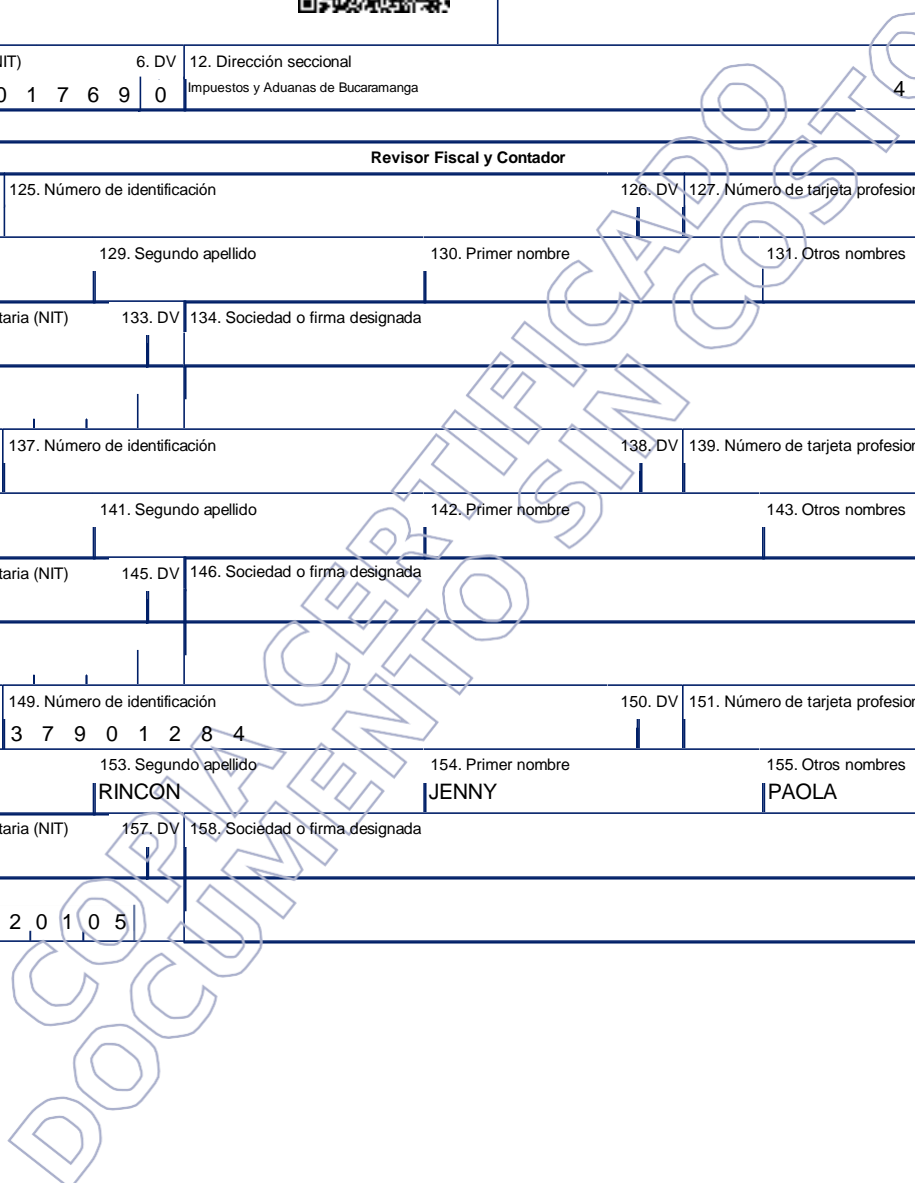 IT) 6. DV 12. Dirección seccional
0 1 7 6 9 0 Impuestos y Aduanas de Bucaramanga 4
Revisor Fiscal y Contador
125. Número de identificación 126. DV 127. Número de tarjeta profesion
129. Segundo apellido 130. Primer nombre 131. Otros nombres
taria (NIT) 133. DV 134. Sociedad o firma designada
137. Número de identificación 138. DV 139. Número de tarjeta profesion
141. Segundo apellido 142. Primer nombre 143. Otros nombres
taria (NIT) 145. DV 146. Sociedad o firma designada
149. Número de identificación 150. DV 151. Número de tarjeta profesion
3 7 9 0 1 2 8 4
153. Segundo apellido 154. Primer nombre 155. Otros nombres
RINCON JENNY PAOLA
taria (NIT) 157. DV 158. Sociedad o firma designada
2 0 1 0 5
COPIA CERTIFICADO
DOCUMENTO SIN COSTO